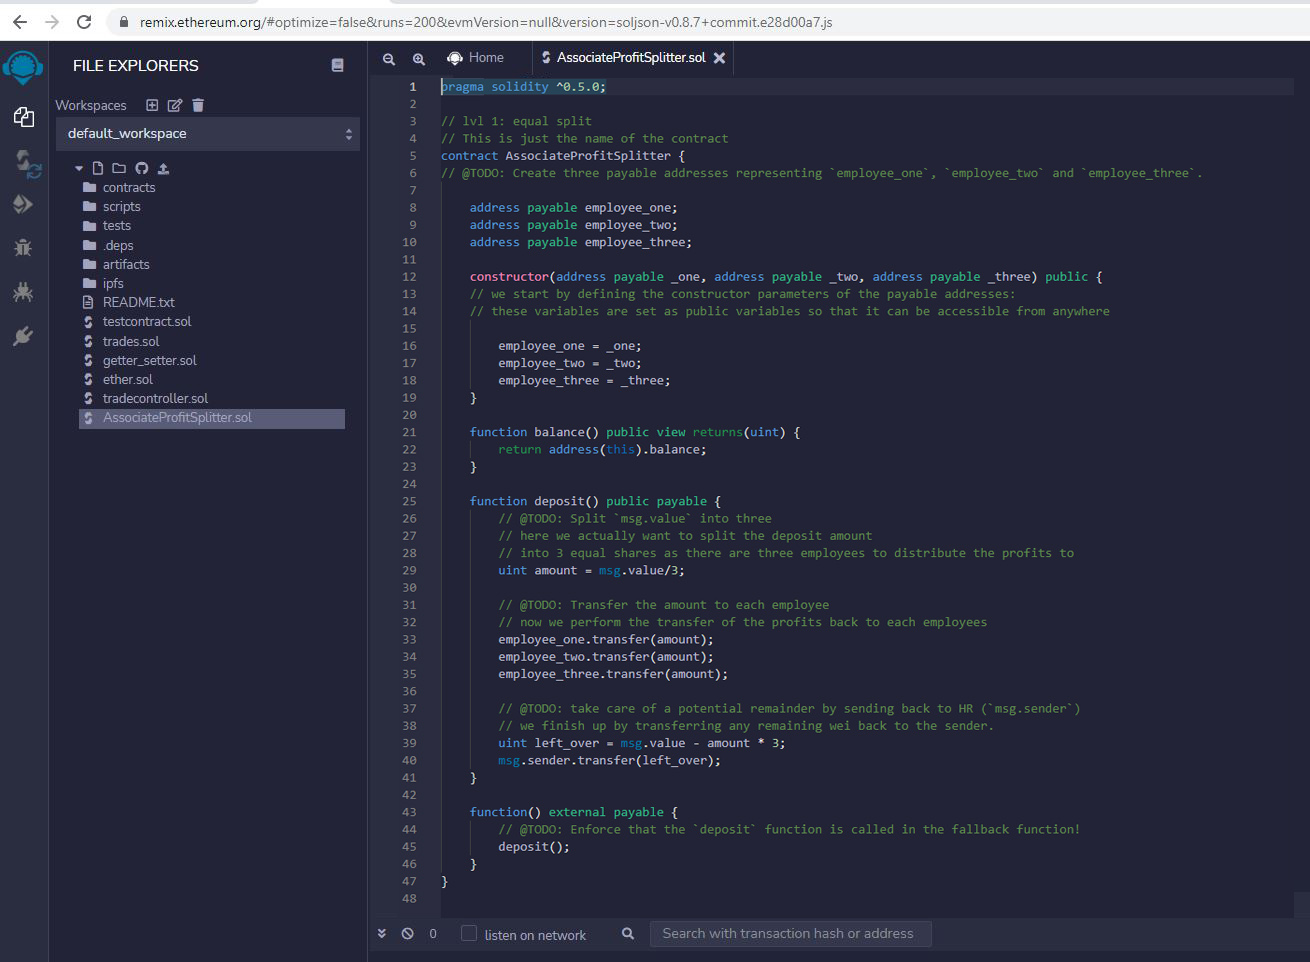 remix.ethereum.org/#optimize=false&runs=200&evmVersion=null&version=soljson-v0.8.7+commit.e28d00a7.js
FILE EXPLORERS
Workspaces
default_workspace
contracts
scripts
tests
.deps
artifacts
ipfs
README.txt
testcontract.sol
trades.sol
getter_setter.sol
ether.sol
tradecontroller.sol
AssociateProfitSplitter.sol
Home
AssociateProfitSplitter.sol
1 pragma solidity ^0.5.0;
2
3 // lvl 1: equal split
4 // This is just the name of the contract
5 contract AssociateProfitSplitter {
6 // @TODO: Create three payable addresses representing `employee_one`, `employee_two` and `employee_three`.
7
8 address payable employee_one;
9 address payable employee_two;
10 address payable employee_three;
11
12 constructor(address payable _one, address payable _two, address payable _three) public {
13 // we start by defining the constructor parameters of the payable addresses:
14 // these variables are set as public variables so that it can be accessible from anywhere
15
16 employee_one = _one;
17 employee_two = _two;
18 employee_three = _three;
19 }
20
21 function balance() public view returns(uint) {
22 return address(this).balance;
23 }
24
25 function deposit() public payable {
26 // @TODO: Split `msg.value` into three
27 // here we actually want to split the deposit amount
28 // into 3 equal shares as there are three employees to distribute the profits to
29 uint amount = msg.value/3;
30
31 // @TODO: Transfer the amount to each employee
32 // now we perform the transfer of the profits back to each employees
33 employee_one.transfer(amount);
34 employee_two.transfer(amount);
35 employee_three.transfer(amount);
36
37 // @TODO: take care of a potential remainder by sending back to HR (`msg.sender`)
38 // we finish up by transferring any remaining wei back to the sender.
39 uint left_over = msg.value - amount * 3;
40 msg.sender.transfer(left_over);
41 }
42
43 function() external payable {
44 // @TODO: Enforce that the `deposit` function is called in the fallback function!
45 deposit();
46 }
47 }
48
0
listen on network
Search with transaction hash or address